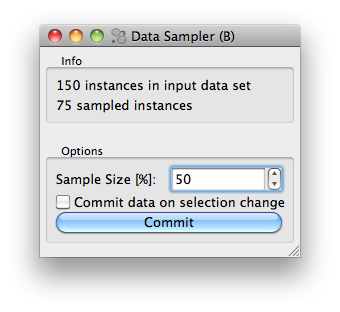 Data Sampler (B)
Info
150 instances in input data set
75 sampled instances
Options
Sample Size [%]: 50
Commit data on selection change
Commit